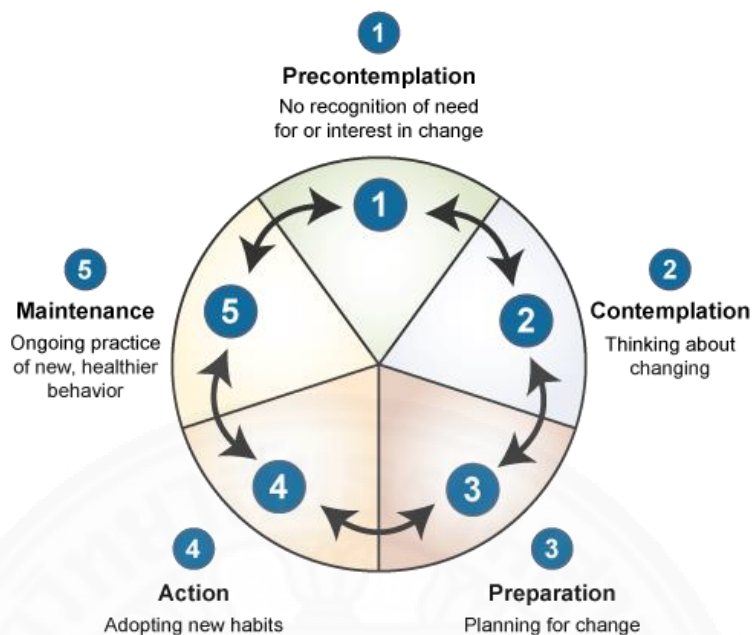 1
Precontemplation
No recognition of need
for or interest in change
1
2
Contemplation
Thinking about
changing
2
3
3
Preparation
Planning for change
4
4
Action
Adopting new habits
5
5
Maintenance
Ongoing practice
of new, healthier
behavior